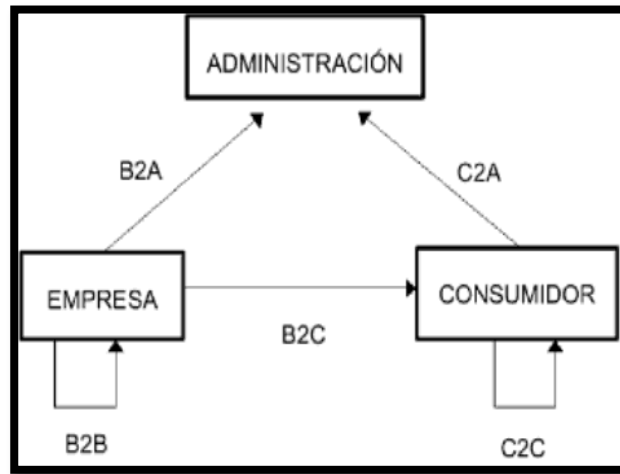 ADMINISTRACIÓN
B2A
C2A
EMPRESA
CONSUMIDOR
B2C
B2B
C2C